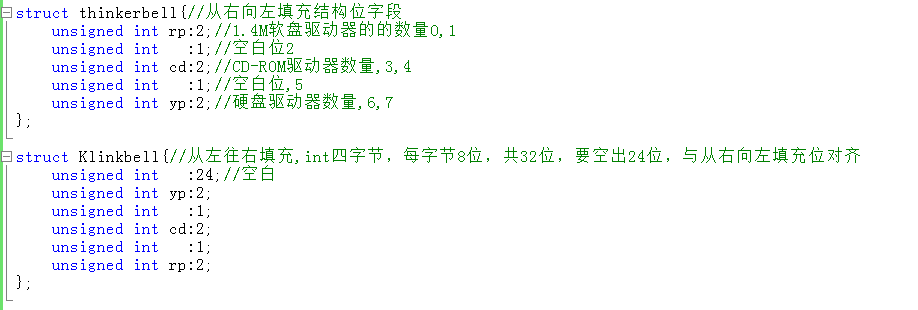 struct thinkerbell{//从右向左填充结构位字段
unsigned int rp:2;//1.4M软盘驱动器的的数量0,1
unsigned int   :1;//空白位2
unsigned int cd:2;//CD-ROM驱动器数量,3,4
unsigned int   :1;//空白位,5
unsigned int yp:2;//硬盘驱动器数量,6,7
};
struct Klinkbell{//从左往右填充,int四字节，每字节8位，共32位，要空出24位，与从右向左填充位对齐
unsigned int   :24;//空白
unsigned int yp:2;
unsigned int   :1;
unsigned int cd:2;
unsigned int   :1;
unsigned int rp:2;
};